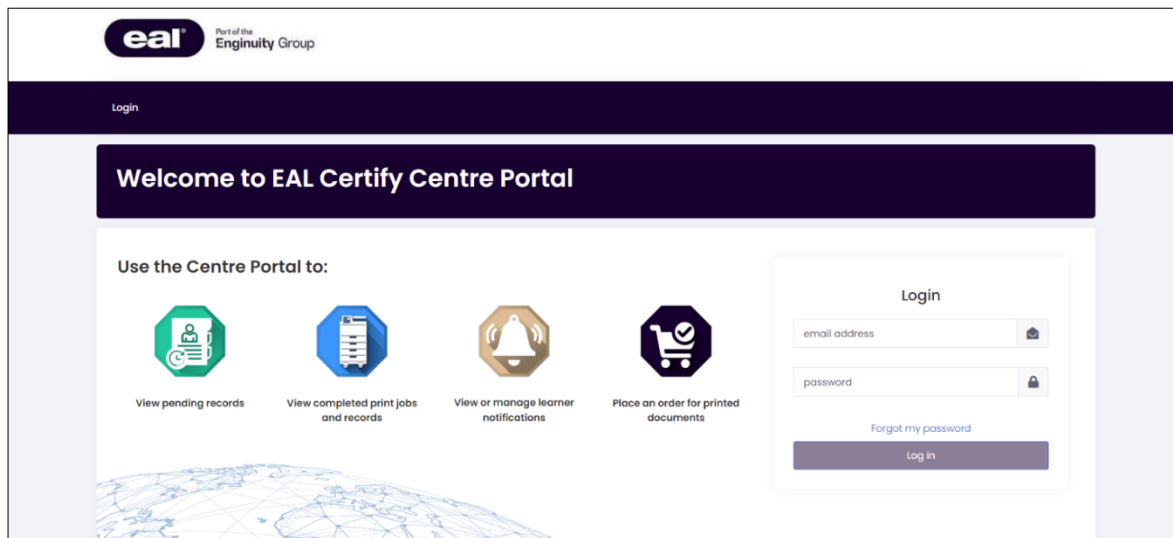 eal®
Part of the
Enginuity Group
Login
Welcome to EAL Certify Centre Portal
Use the Centre Portal to:
View pending records
View completed print jobs
and records
View or manage learner
notifications
Place an order for printed
documents
Login
email address
password
Forgot my password
Log in